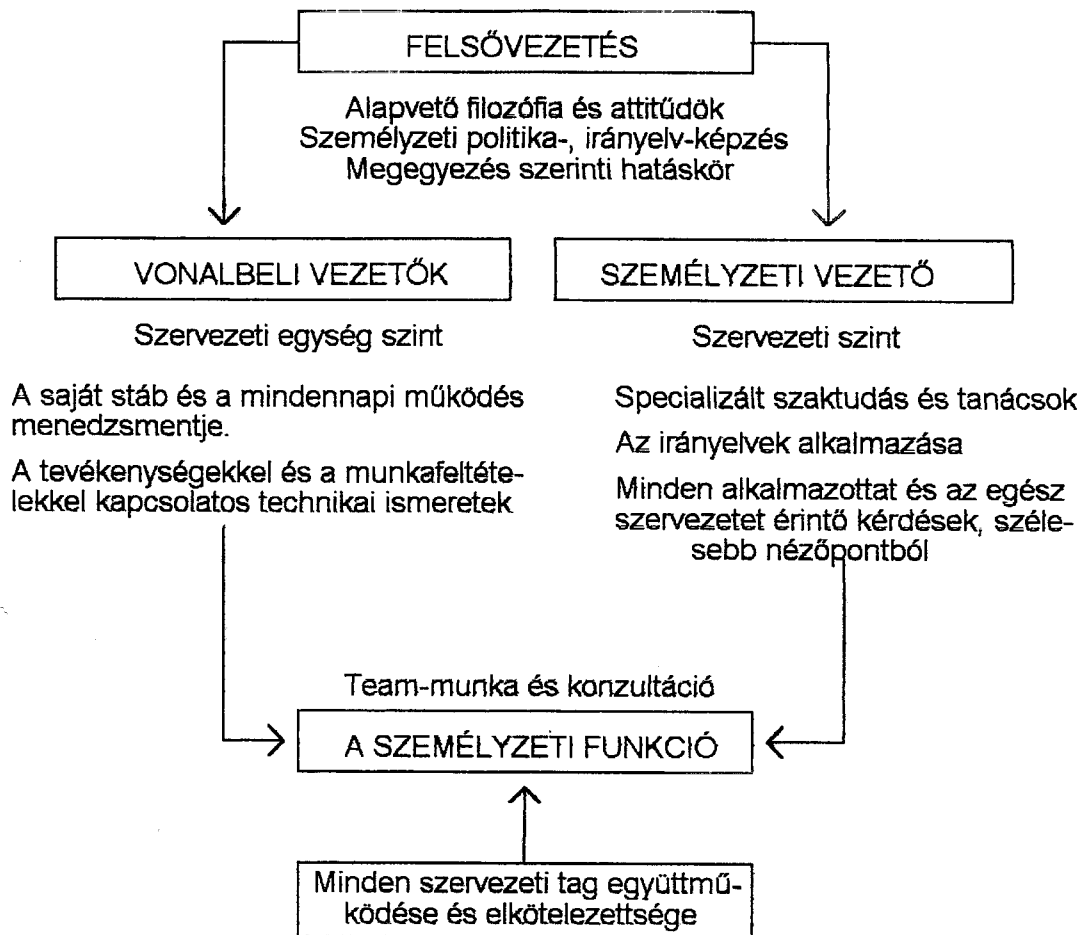 FELSŐVEZETÉS
Alapvető filozófia és attitűdök
Személyzeti politika-, irányelv-képzés
Megegyezés szerinti hatáskör
VONALBELI VEZETŐK
Szervezeti egység szint
A saját stáb és a mindennapi működés
menedzsmentje.
A tevékenységekkel és a munkafeltéte-
lekkel kapcsolatos technikai ismeretek
SZEMÉLYZETI VEZETŐ
Szervezeti szint
Specializált szaktudás és tanácsok
Az irányelvek alkalmazása
Minden alkalmazottat és az egész
szervezetet érintő kérdések, széle-
sebb nézőpontból
Team-munka és konzultáció
A SZEMÉLYZETI FUNKCIÓ
Minden szervezeti tag együttmű-
ködése és elkötelezettsége